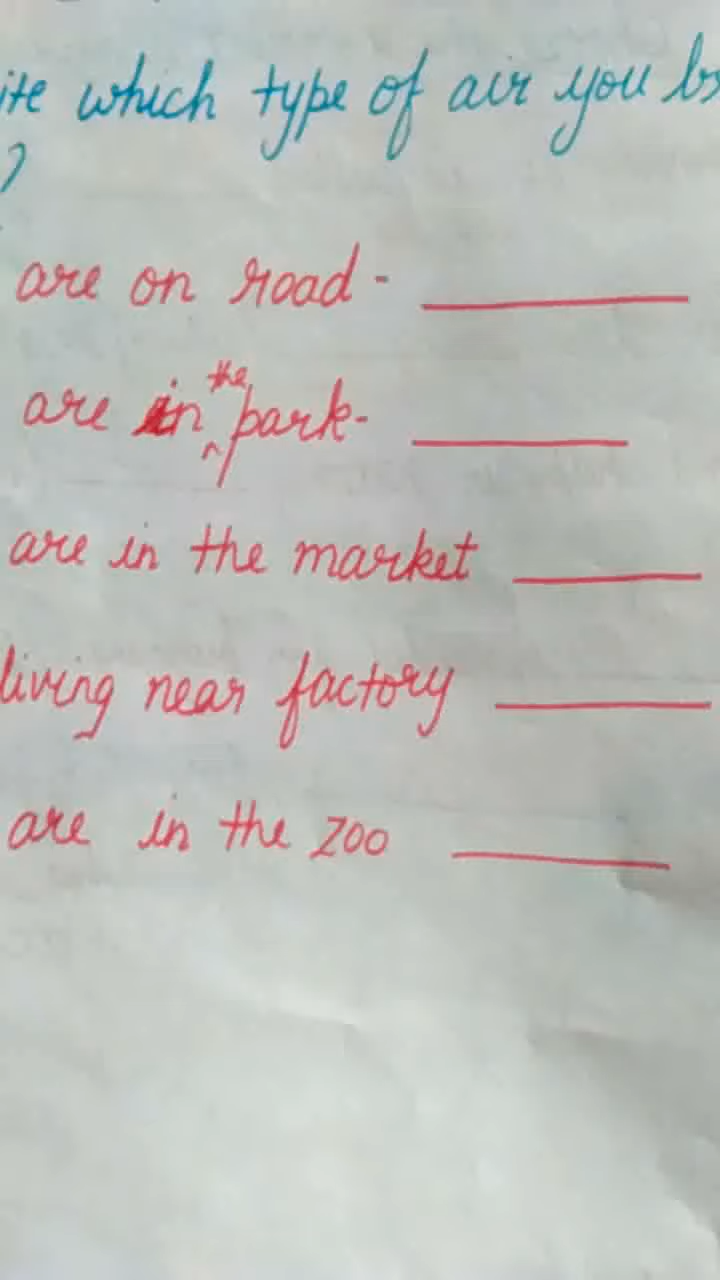 ite which type of air you br
?
are on road -
are in the park-
are in the market
living near factory
are in the zoo